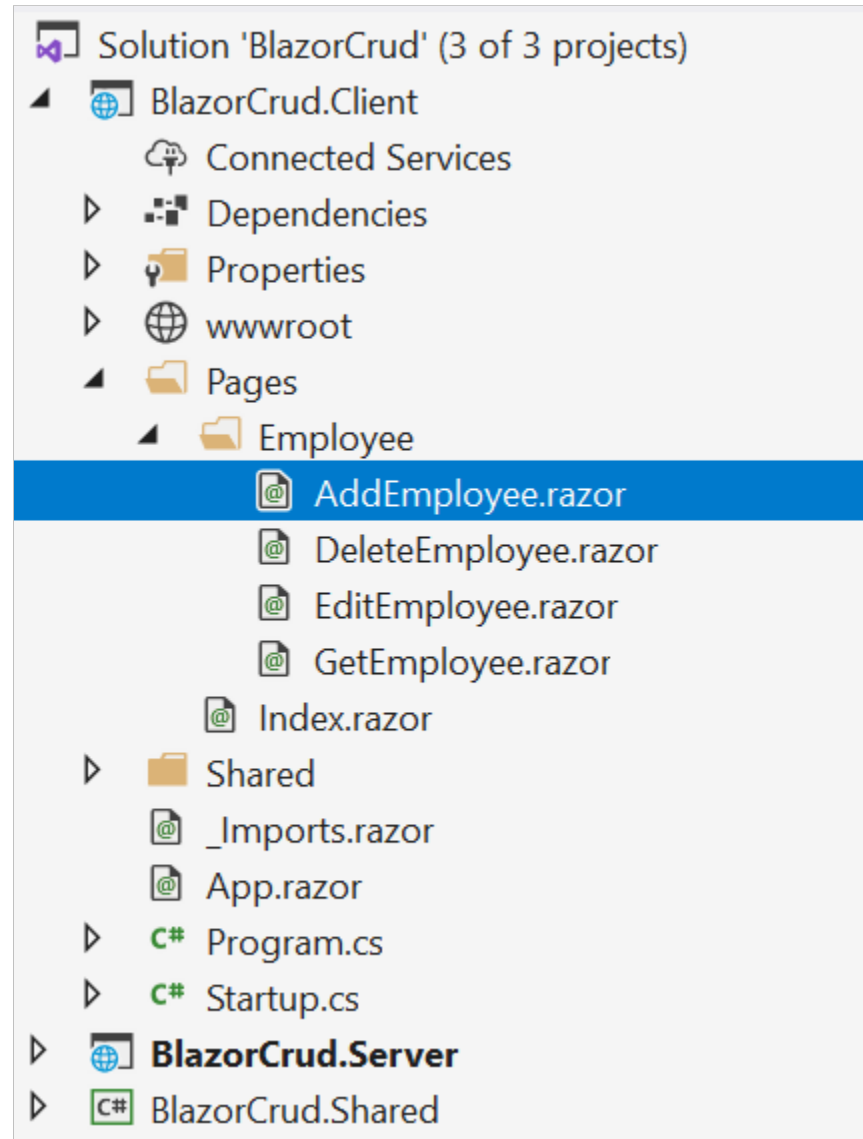 Solution 'BlazorCrud' (3 of 3 projects)
BlazorCrud.Client
Connected Services
Dependencies
Properties
wwwroot
Pages
Employee
@ AddEmployee.razor
@ DeleteEmployee.razor
@ EditEmployee.razor
@ GetEmployee.razor
@ Index.razor
Shared
@ _Imports.razor
@ App.razor
C# Program.cs
C# Startup.cs
BlazorCrud.Server
C# BlazorCrud.Shared